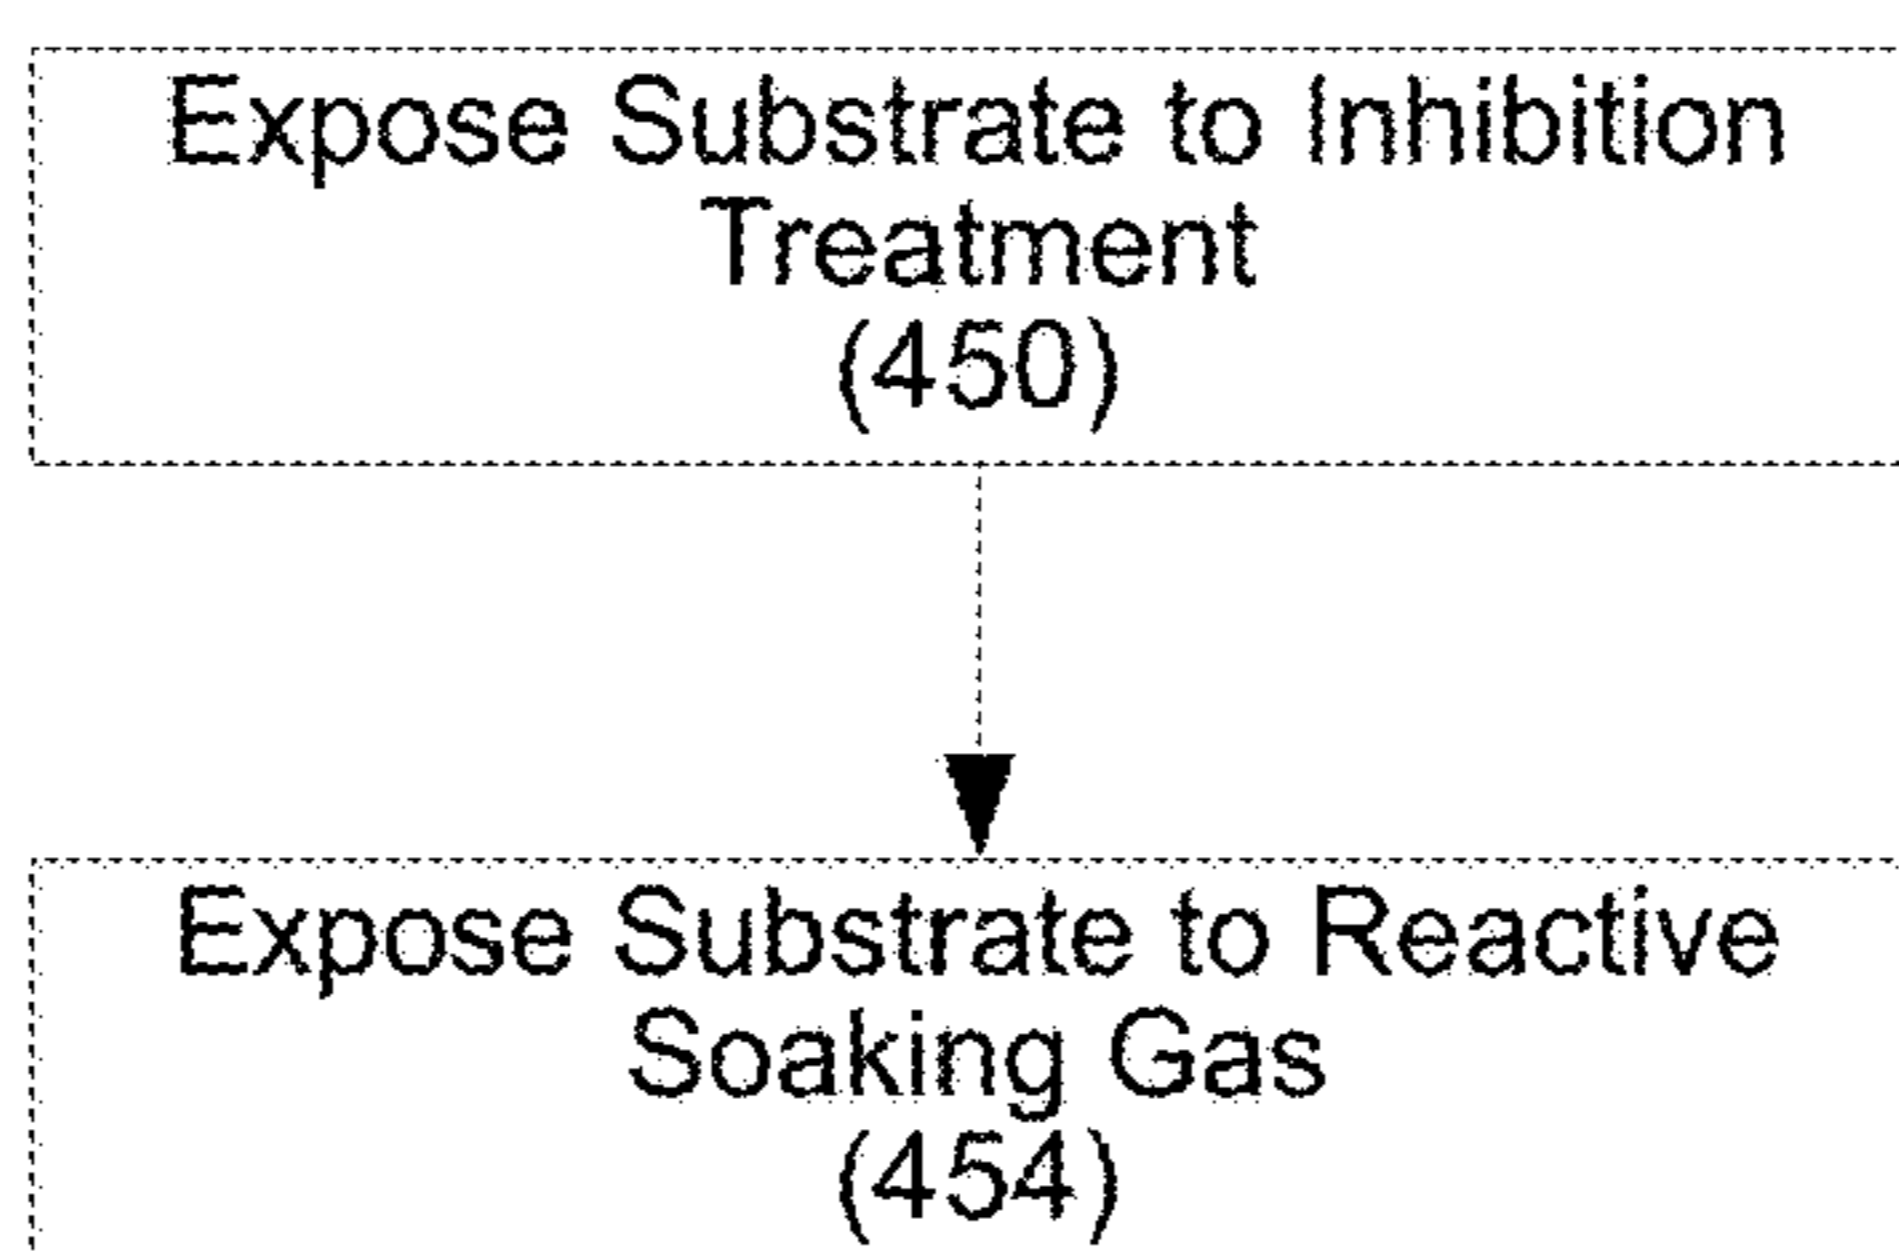 Expose Substrate to Inhibition
Treatment
(450)
Expose Substrate to Reactive
Soaking Gas
(454)